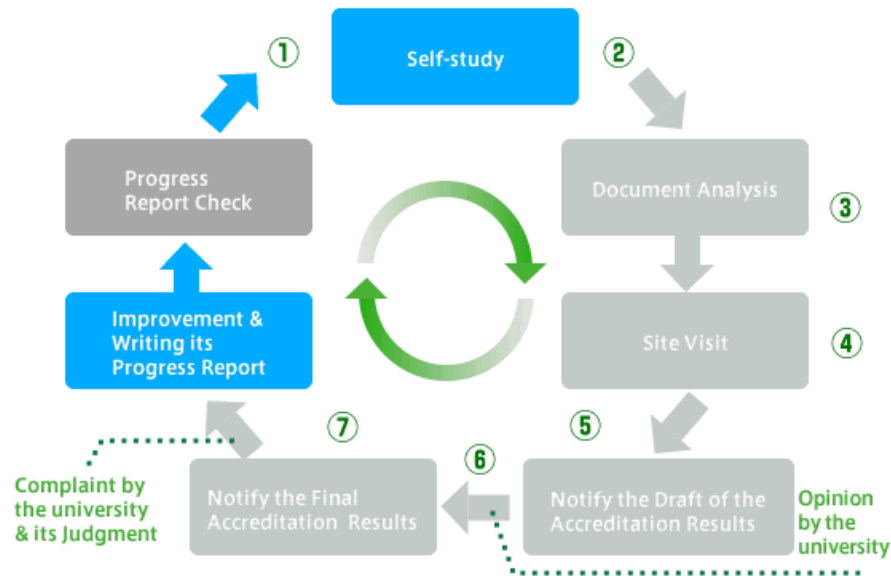 ①
Self-study
②
Document Analysis
③
Site Visit
④
⑤
Notify the Draft of the
Accreditation Results
Opinion
by the
university
⑥
⑦
Notify the Final
Accreditation Results
Complaint by
the university
& its Judgment
Improvement &
Writing its
Progress Report
Progress
Report Check